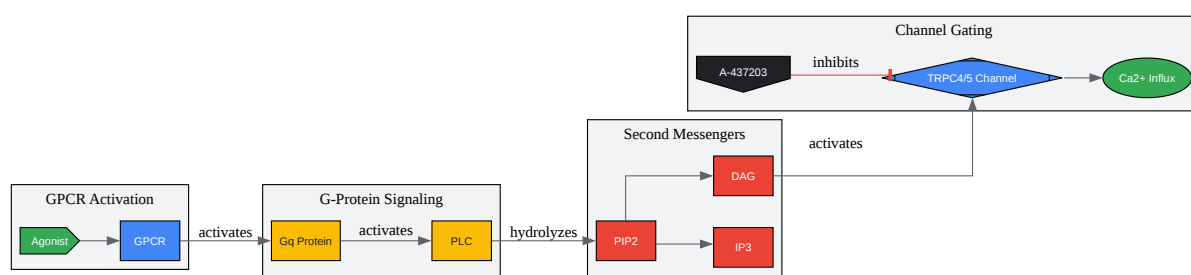 Channel Gating
A-437203
inhibits
TRPC4/5 Channel
Ca2+ Influx
Second Messengers
activates
DAG
GPCR Activation
G-Protein Signaling
Agonist
GPCR
activates
Gq Protein
activates
PLC
hydrolyzes
PIP2
IP3